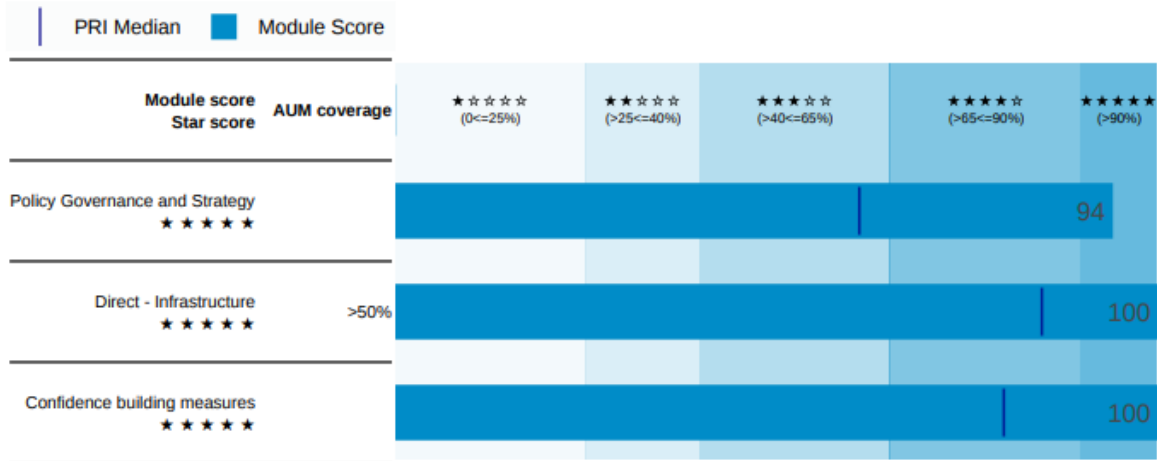 PRI Median Module Score
Module score
Star score
AUM coverage
★☆☆☆☆
(0<=25%)
★★☆☆☆
(>25<=40%)
★★★☆☆
(>40<=65%)
★★★★☆
(>65<=90%)
★★★★★
(>90%)
Policy Governance and Strategy
★★★★★
94
Direct - Infrastructure
★★★★★
>50%
100
Confidence building measures
★★★★★
100